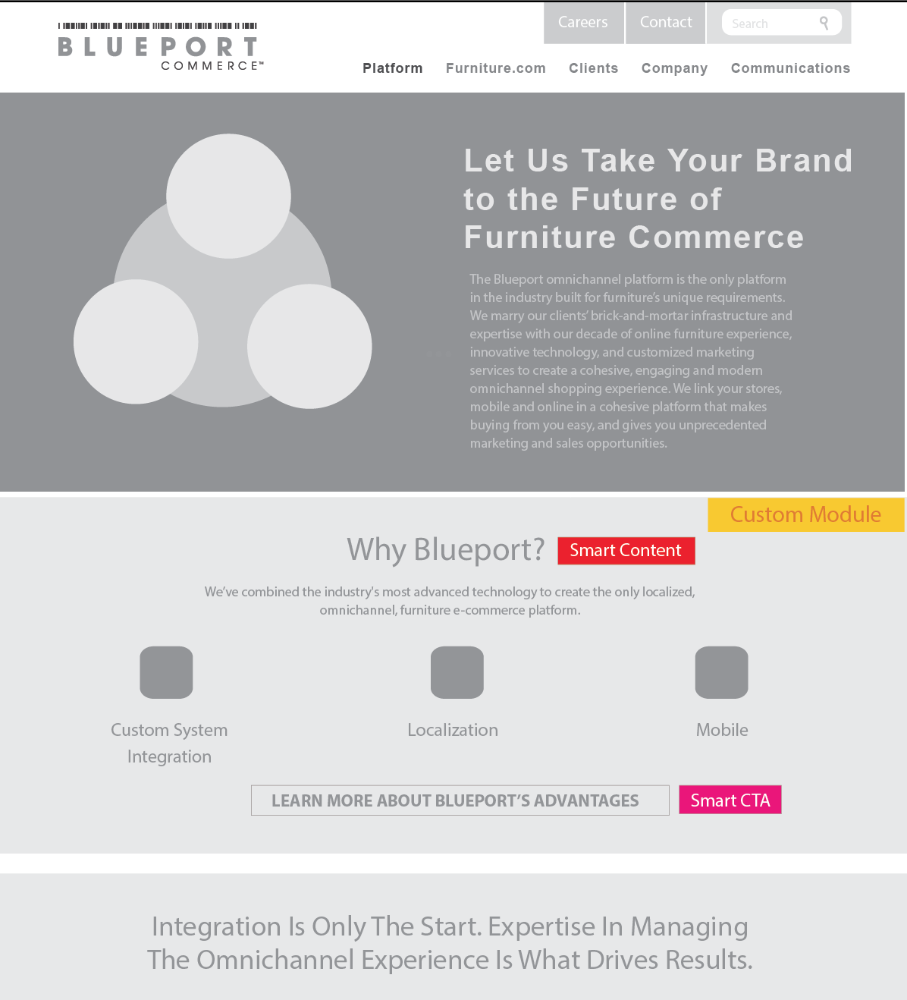 Careers
Contact
Search
BLUEPORT
COMMERCE™
Platform
Furniture.com
Clients
Company
Communications
Let Us Take Your Brand
to the Future of
Furniture Commerce
The Blueport omnichannel platform is the only platform
in the industry built for furniture’s unique requirements.
We marry our clients’ brick-and-mortar infrastructure and
expertise with our decade of online furniture experience,
innovative technology, and customized marketing
services to create a cohesive, engaging and modern
omnichannel shopping experience. We link your stores,
mobile and online in a cohesive platform that makes
buying from you easy, and gives you unprecedented
marketing and sales opportunities.
Custom Module
Why Blueport?
Smart Content
We’ve combined the industry's most advanced technology to create the only localized,
omnichannel, furniture e-commerce platform.
Custom System
Integration
Localization
Mobile
LEARN MORE ABOUT BLUEPORT’S ADVANTAGES
Smart CTA
Integration Is Only The Start. Expertise In Managing
The Omnichannel Experience Is What Drives Results.